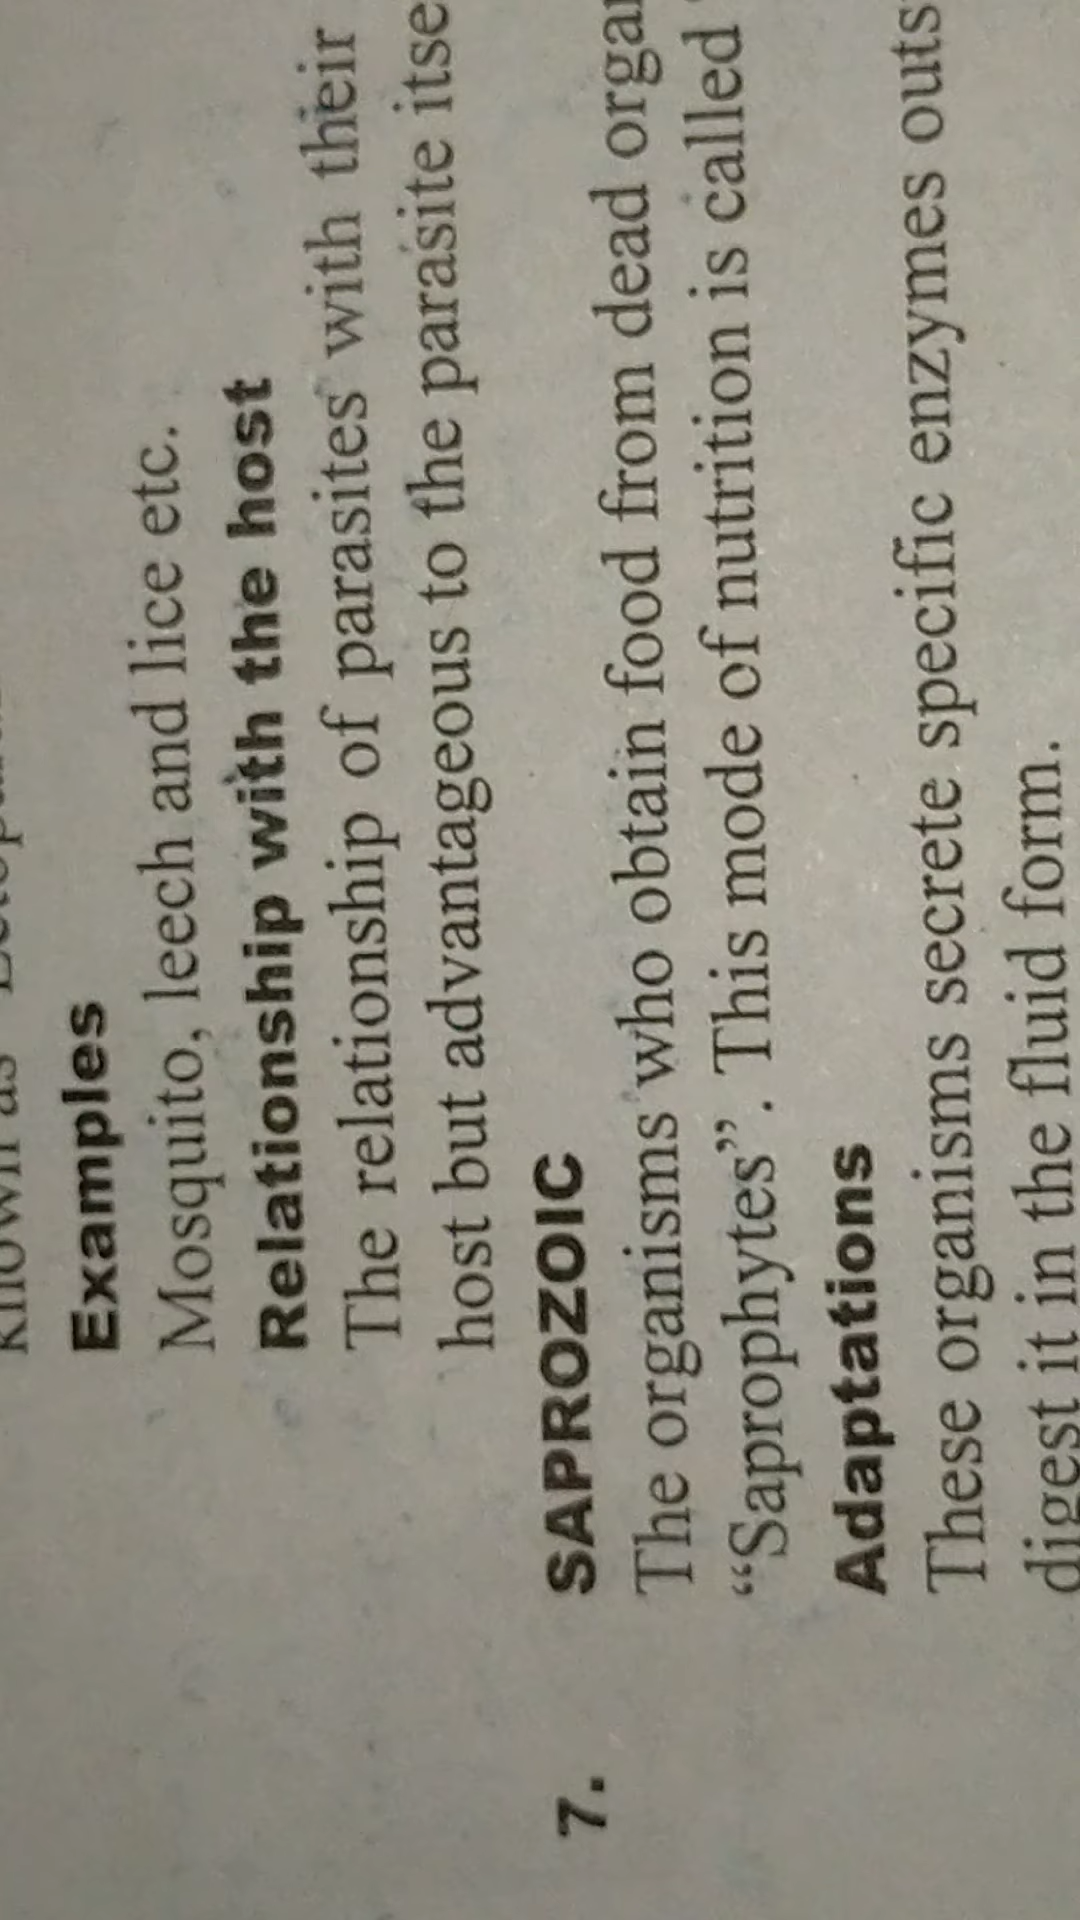 known as
Examples
Mosquito, leech and lice etc.
Relationship with the host
The relationship of parasites with their
host but advantageous to the parasite itse
7. SAPROZOIC
The organisms who obtain food from dead orga
“Saprophytes”. This mode of nutrition is called
Adaptations
These organisms secrete specific enzymes outs
digest it in the fluid form.